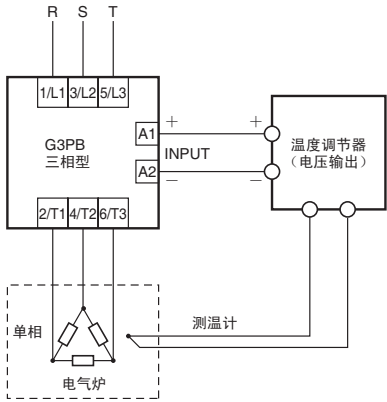 R S T
1/L1 3/L2 5/L3
G3PB
三相型
A1
A2
INPUT
+ +
− −
温度调节器
（电压输出）
2/T1 4/T2 6/T3
单相
电气炉
测温计